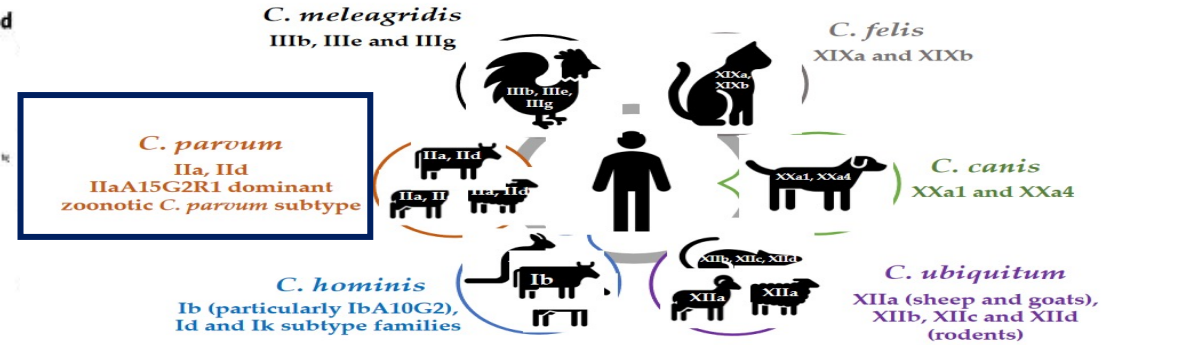 d
C. meleagridis
IIIb, IIIe and IIIg
IIIb, IIIe,
IIIg
C. felis
XIXa and XIXb
XIXa,
XIXb
C. parvum
IIa, IId
IIaA15G2R1 dominant
zoonotic C. parvum subtype
IIa, IId
IIa, II
IIa, IId
C. canis
XXa1 and XXa4
XXa1, XXa4
C. hominis
Ib (particularly IbA10G2),
Id and Ik subtype families
Ib
XIIb, XIIc, XIId
XIIa
XIIa
C. ubiquitum
XIIa (sheep and goats),
XIIb, XIIc and XIId
(rodents)